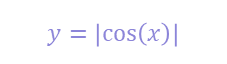 y = |cos(x)|